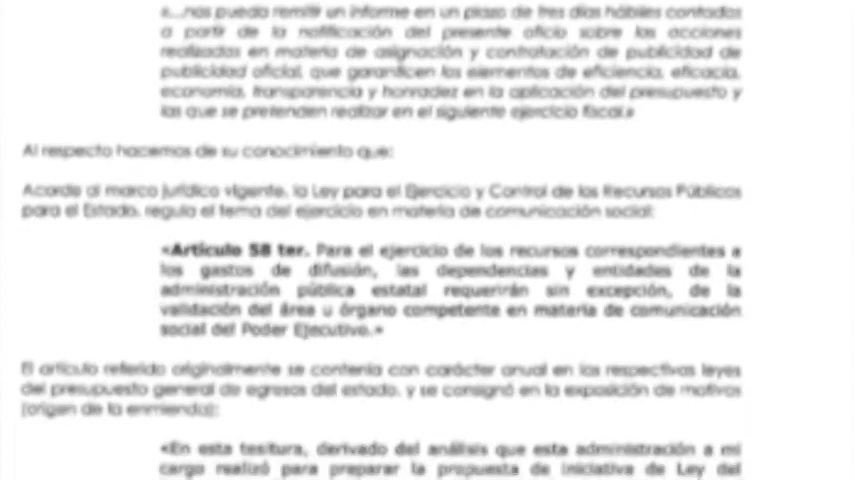 «...nos pueda remitir un informe en un plazo de tres días hábiles contados
a partir de la notificación del presente oficio sobre las acciones
realizadas en materia de asignación y contratación de publicidad de
publicidad oficial, que garanticen los elementos de eficiencia, eficacia,
economía, transparencia y honradez en la aplicación del presupuesto y
las que se pretenden realizar en el siguiente ejercicio fiscal.»
Al respecto hacemos de su conocimiento que:
Acorde al marco jurídico vigente, la Ley para el Ejercicio y Control de los Recursos Públicos
para el Estado, regula el tema del ejercicio en materia de comunicación social:
«Artículo 58 ter. Para el ejercicio de los recursos correspondientes a
los gastos de difusión, las dependencias y entidades de la
administración pública estatal requerirán sin excepción, de la
validación del área u órgano competente en materia de comunicación
social del Poder Ejecutivo.»
El artículo referido originalmente se contenía con carácter anual en las respectivas leyes
del presupuesto general de egresos del estado, y se consignó en la exposición de motivos
(origen de la enmienda):
«En esta tesitura, derivado del análisis que esta administración a mi
cargo realizó para preparar la propuesta de iniciativa de Ley del